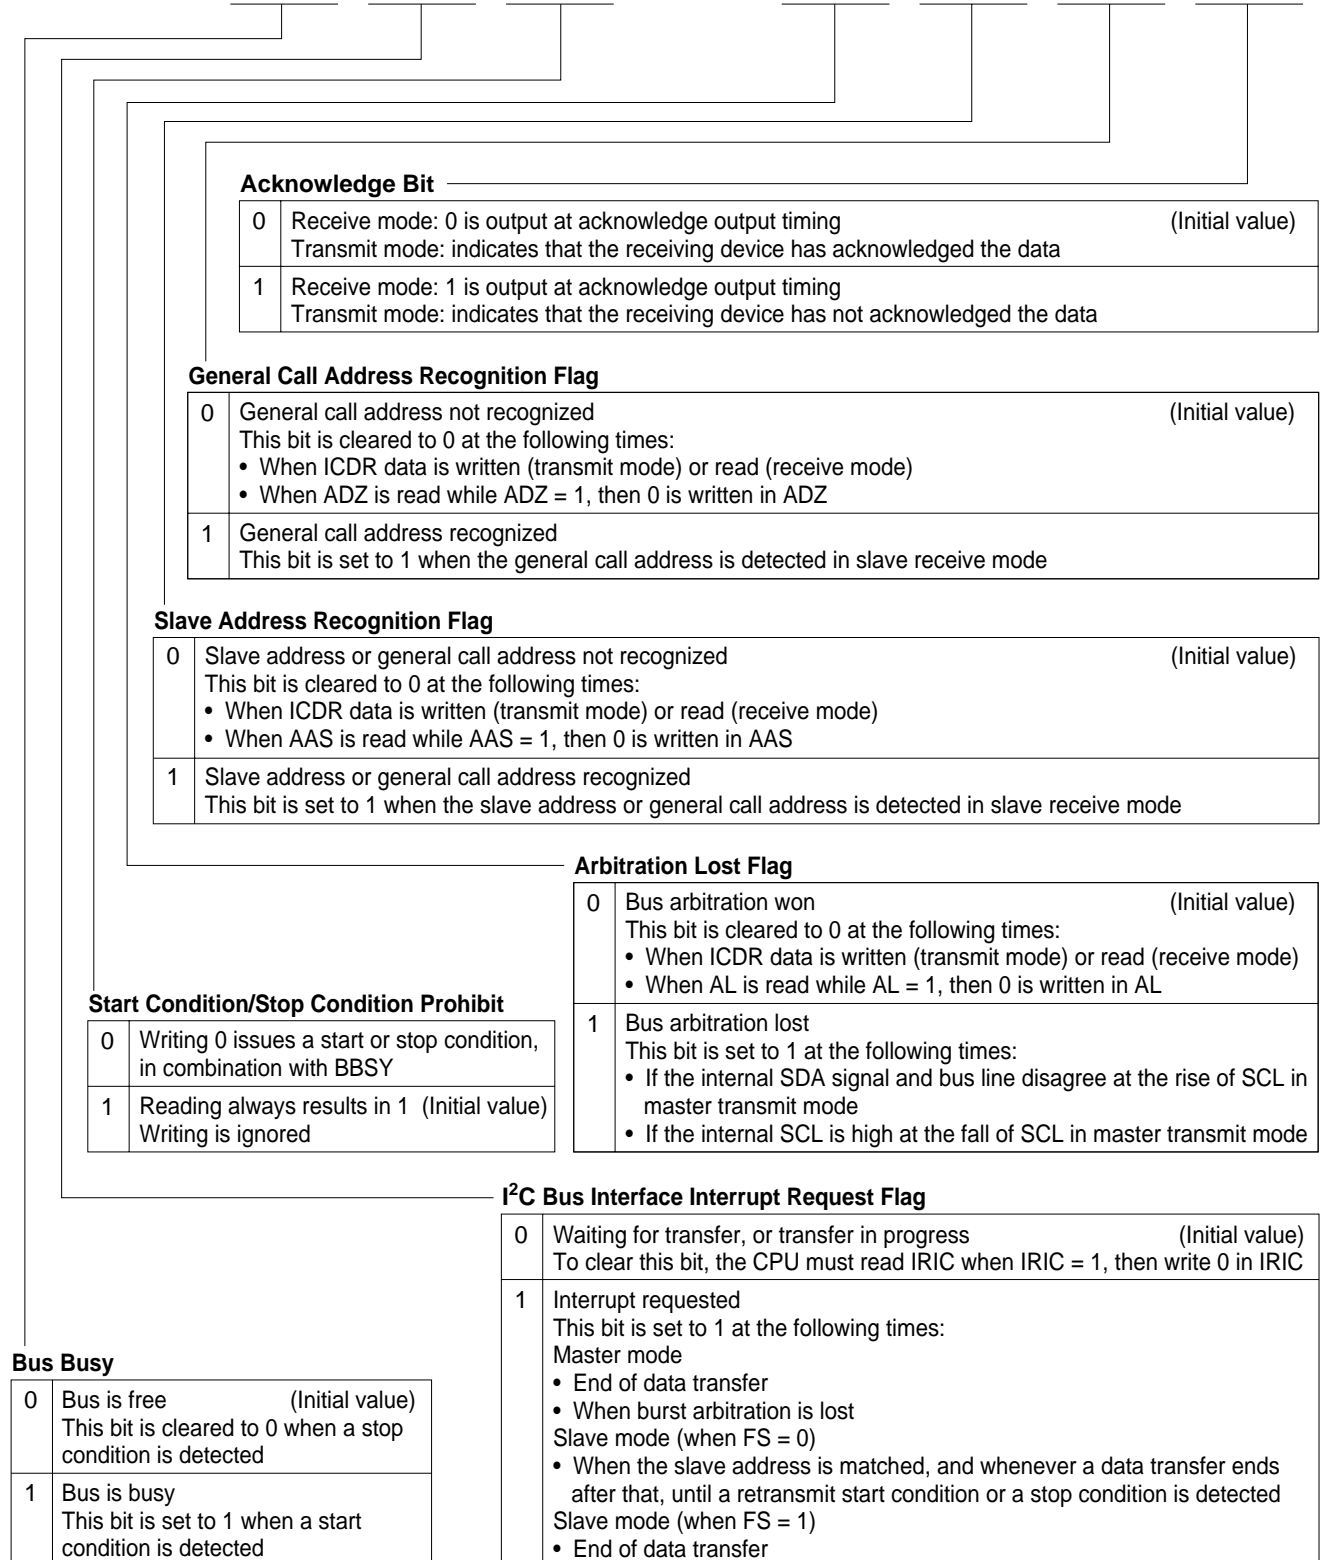 Acknowledge Bit
0 Receive mode: 0 is output at acknowledge output timing (Initial value)
Transmit mode: indicates that the receiving device has acknowledged the data
1 Receive mode: 1 is output at acknowledge output timing
Transmit mode: indicates that the receiving device has not acknowledged the data
General Call Address Recognition Flag
0 General call address not recognized (Initial value)
This bit is cleared to 0 at the following times:
• When ICDR data is written (transmit mode) or read (receive mode)
• When ADZ is read while ADZ = 1, then 0 is written in ADZ
1 General call address recognized
This bit is set to 1 when the general call address is detected in slave receive mode
Slave Address Recognition Flag
0 Slave address or general call address not recognized (Initial value)
This bit is cleared to 0 at the following times:
• When ICDR data is written (transmit mode) or read (receive mode)
• When AAS is read while AAS = 1, then 0 is written in AAS
1 Slave address or general call address recognized
This bit is set to 1 when the slave address or general call address is detected in slave receive mode
Arbitration Lost Flag
0 Bus arbitration won (Initial value)
This bit is cleared to 0 at the following times:
• When ICDR data is written (transmit mode) or read (receive mode)
• When AL is read while AL = 1, then 0 is written in AL
1 Bus arbitration lost
This bit is set to 1 at the following times:
• If the internal SDA signal and bus line disagree at the rise of SCL in
master transmit mode
• If the internal SCL is high at the fall of SCL in master transmit mode
Start Condition/Stop Condition Prohibit
0 Writing 0 issues a start or stop condition,
in combination with BBSY
1 Reading always results in 1 (Initial value)
Writing is ignored
I²C Bus Interface Interrupt Request Flag
0 Waiting for transfer, or transfer in progress (Initial value)
To clear this bit, the CPU must read IRIC when IRIC = 1, then write 0 in IRIC
1 Interrupt requested
This bit is set to 1 at the following times:
Master mode
• End of data transfer
• When burst arbitration is lost
Slave mode (when FS = 0)
• When the slave address is matched, and whenever a data transfer ends
after that, until a retransmit start condition or a stop condition is detected
Slave mode (when FS = 1)
• End of data transfer
Bus Busy
0 Bus is free (Initial value)
This bit is cleared to 0 when a stop
condition is detected
1 Bus is busy
This bit is set to 1 when a start
condition is detected